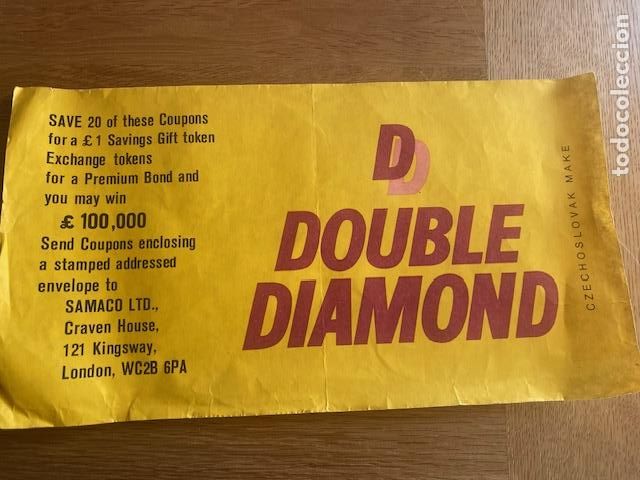 SAVE 20 of these Coupons
for a £1 Savings Gift token
Exchange tokens
for a Premium Bond and
you may win
£ 100,000
Send Coupons enclosing
a stamped addressed
envelope to
SAMACO LTD.,
Craven House,
121 Kingsway,
London, WC2B 6PA
DD
DOUBLE
DIAMOND
CZECHOSLOVAK MAKE
todocoleccion